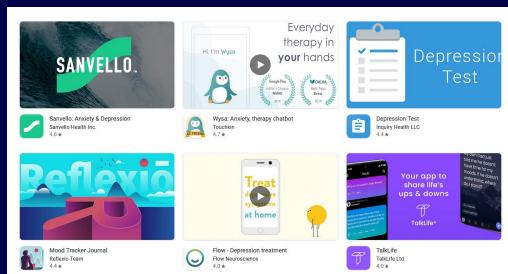 SANVELLO
Hi, I'm Wysa
Everyday
therapy in
your hands
Depression
Test
Sanvello: Anxiety & Depression
Sanvello Health Inc.
4.6 ★
Wysa: Anxiety, therapy chatbot
Touchkin
4.7 ★
Depression Test
Inquiry Health LLC
4.4 ★
Reflexio
Treat
at home
Your app to
share life's
ups & downs
TalkLife
Mood Tracker Journal
Reflexio Team
4.4 ★
Flow - Depression treatment
Flow Neuroscience
4.0 ★
TalkLife
TalkLife Ltd
4.0 ★